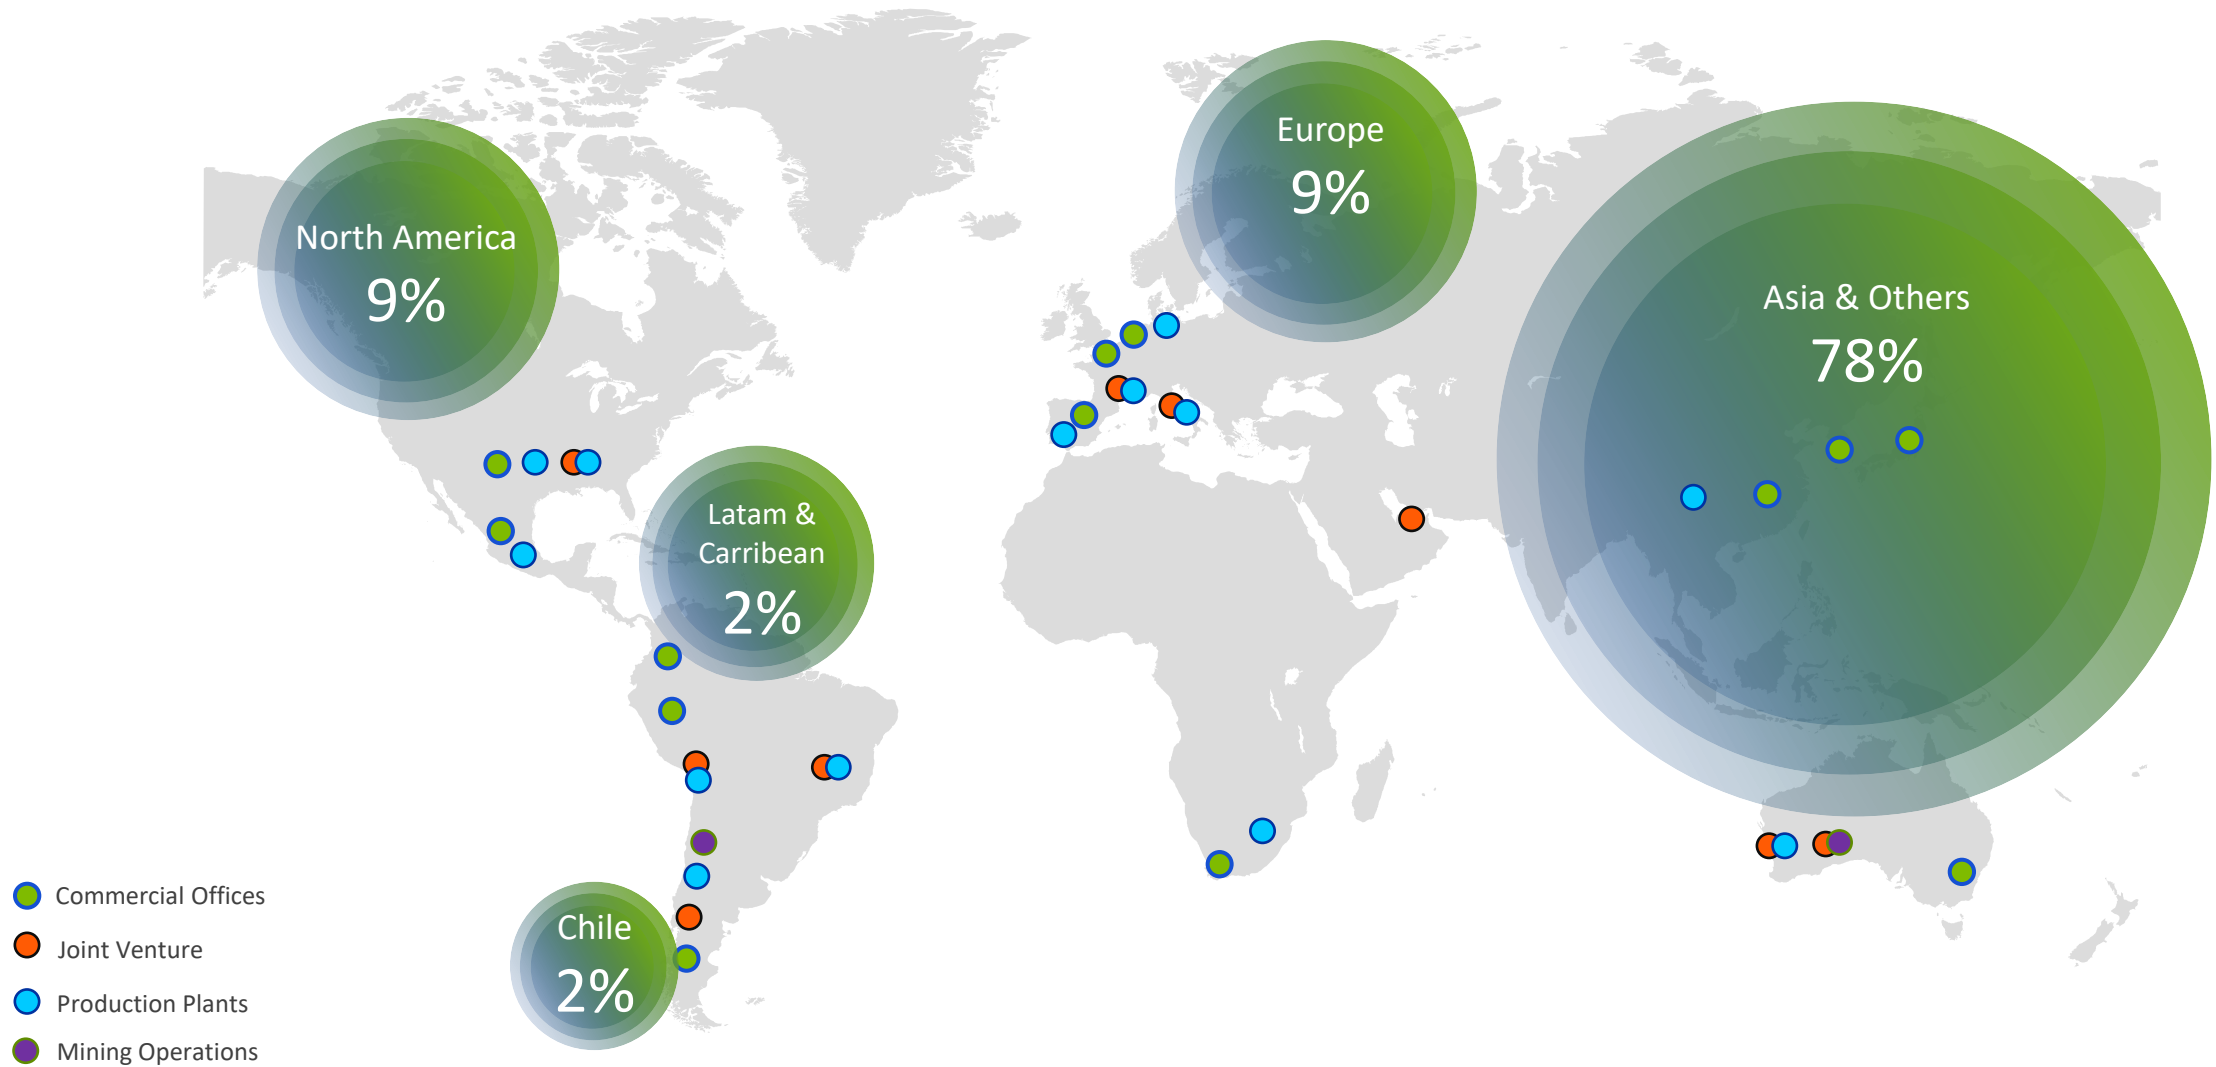 North America
9%
Europe
9%
Asia & Others
78%
Latam &
Carribean
2%
Chile
2%
Commercial Offices
Joint Venture
Production Plants
Mining Operations